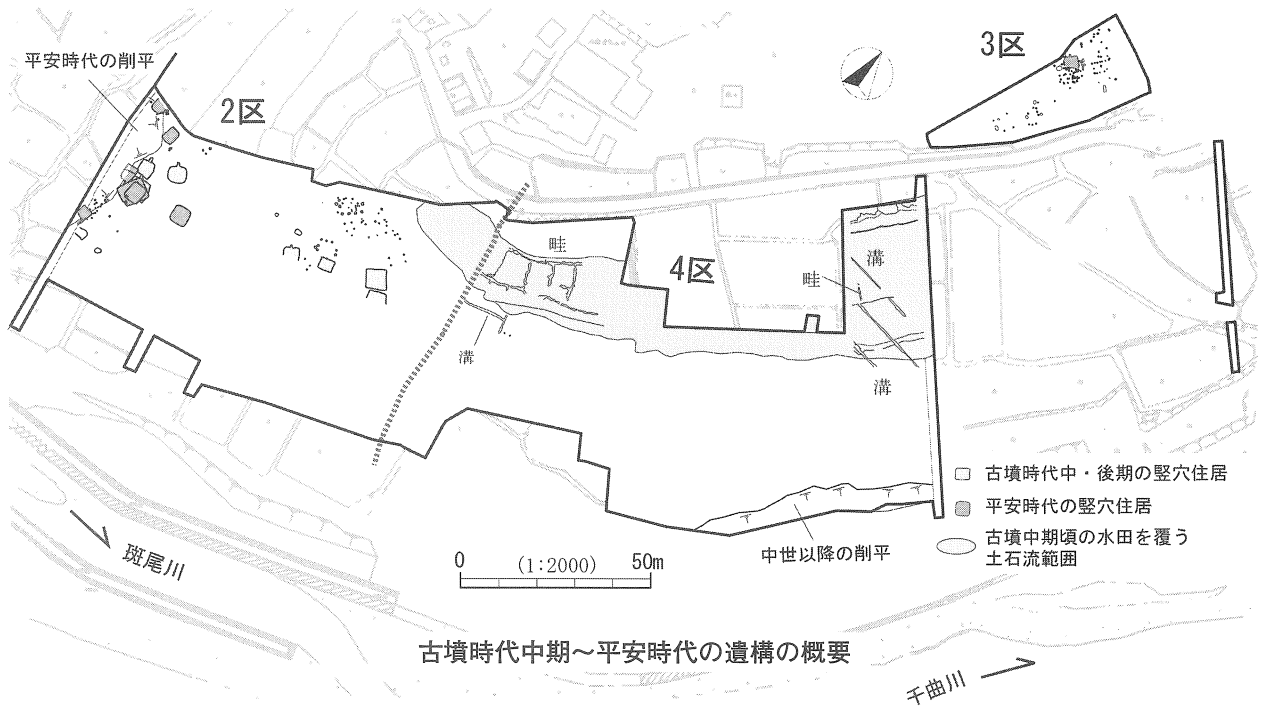 平安時代の削平
2区
3区
畦
4区
畦
溝
溝
溝
古墳時代中・後期の竪穴住居
平安時代の竪穴住居
古墳中期頃の水田を覆う
土石流範囲
中世以降の削平
0 (1:2000) 50m
斑尾川
古墳時代中期~平安時代の遺構の概要
千曲川